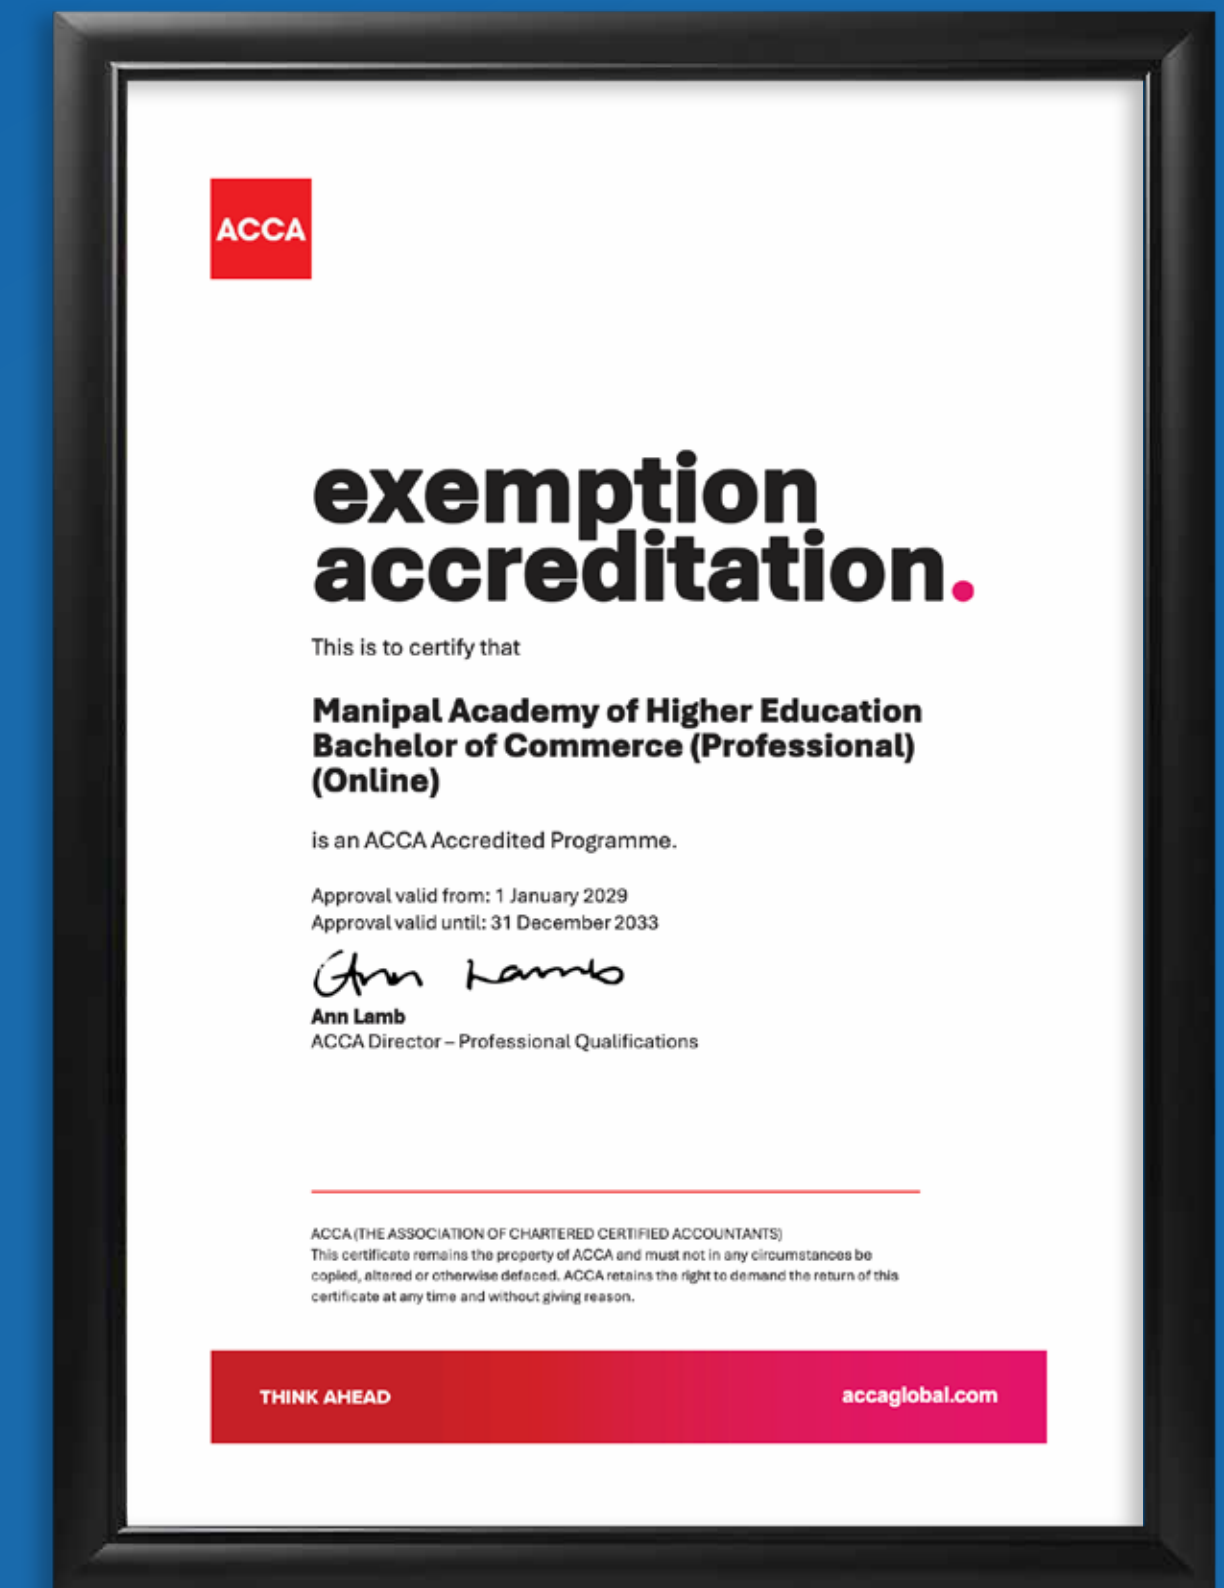 ACCA
exemption
accreditation.
This is to certify that
Manipal Academy of Higher Education
Bachelor of Commerce (Professional)
(Online)
is an ACCA Accredited Programme.
Approval valid from: 1 January 2029
Approval valid until: 31 December 2033
Ann Lamb
Ann Lamb
ACCA Director – Professional Qualifications
ACCA (THE ASSOCIATION OF CHARTERED CERTIFIED ACCOUNTANTS)
This certificate remains the property of ACCA and must not in any circumstances be
copied, altered or otherwise defaced. ACCA retains the right to demand the return of this
certificate at any time and without giving reason.
THINK AHEAD
accaglobal.com